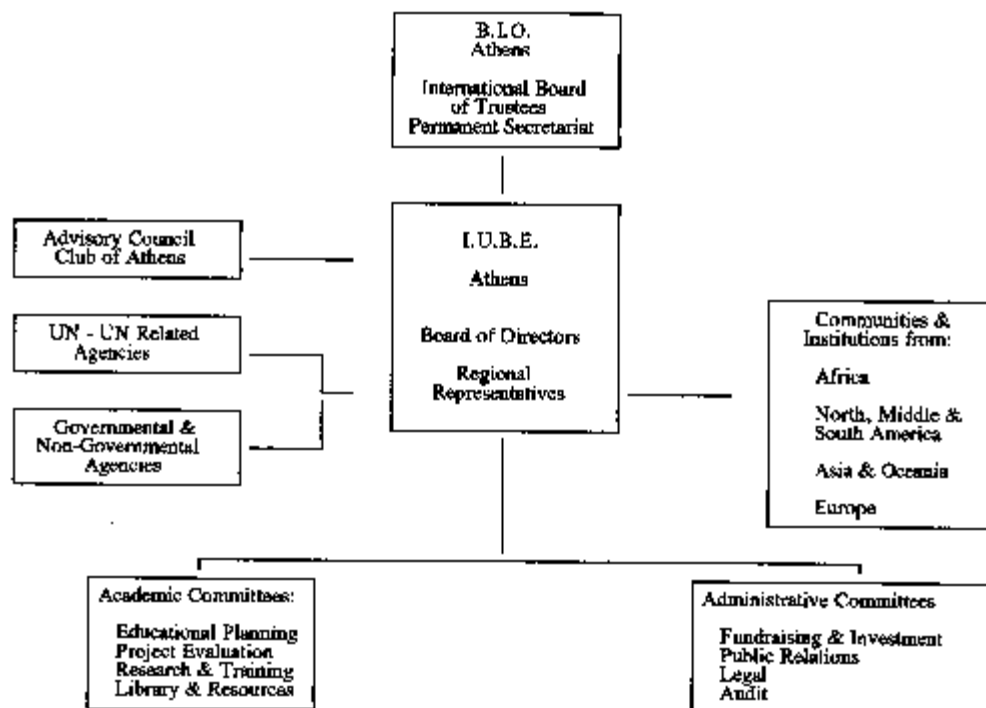 B.I.O.
Athens
International Board
of Trustees
Permanent Secretariat
I.U.B.E.
Athens
Board of Directors
Regional
Representatives
Advisory Council
Club of Athens
UN - UN Related
Agencies
Governmental &
Non-Governmental
Agencies
Communities &
Institutions from:
Africa
North, Middle &
South America
Asia & Oceania
Europe
Academic Committees:
Educational Planning
Project Evaluation
Research & Training
Library & Resources
Administrative Committees
Fundraising & Investment
Public Relations
Legal
Audit